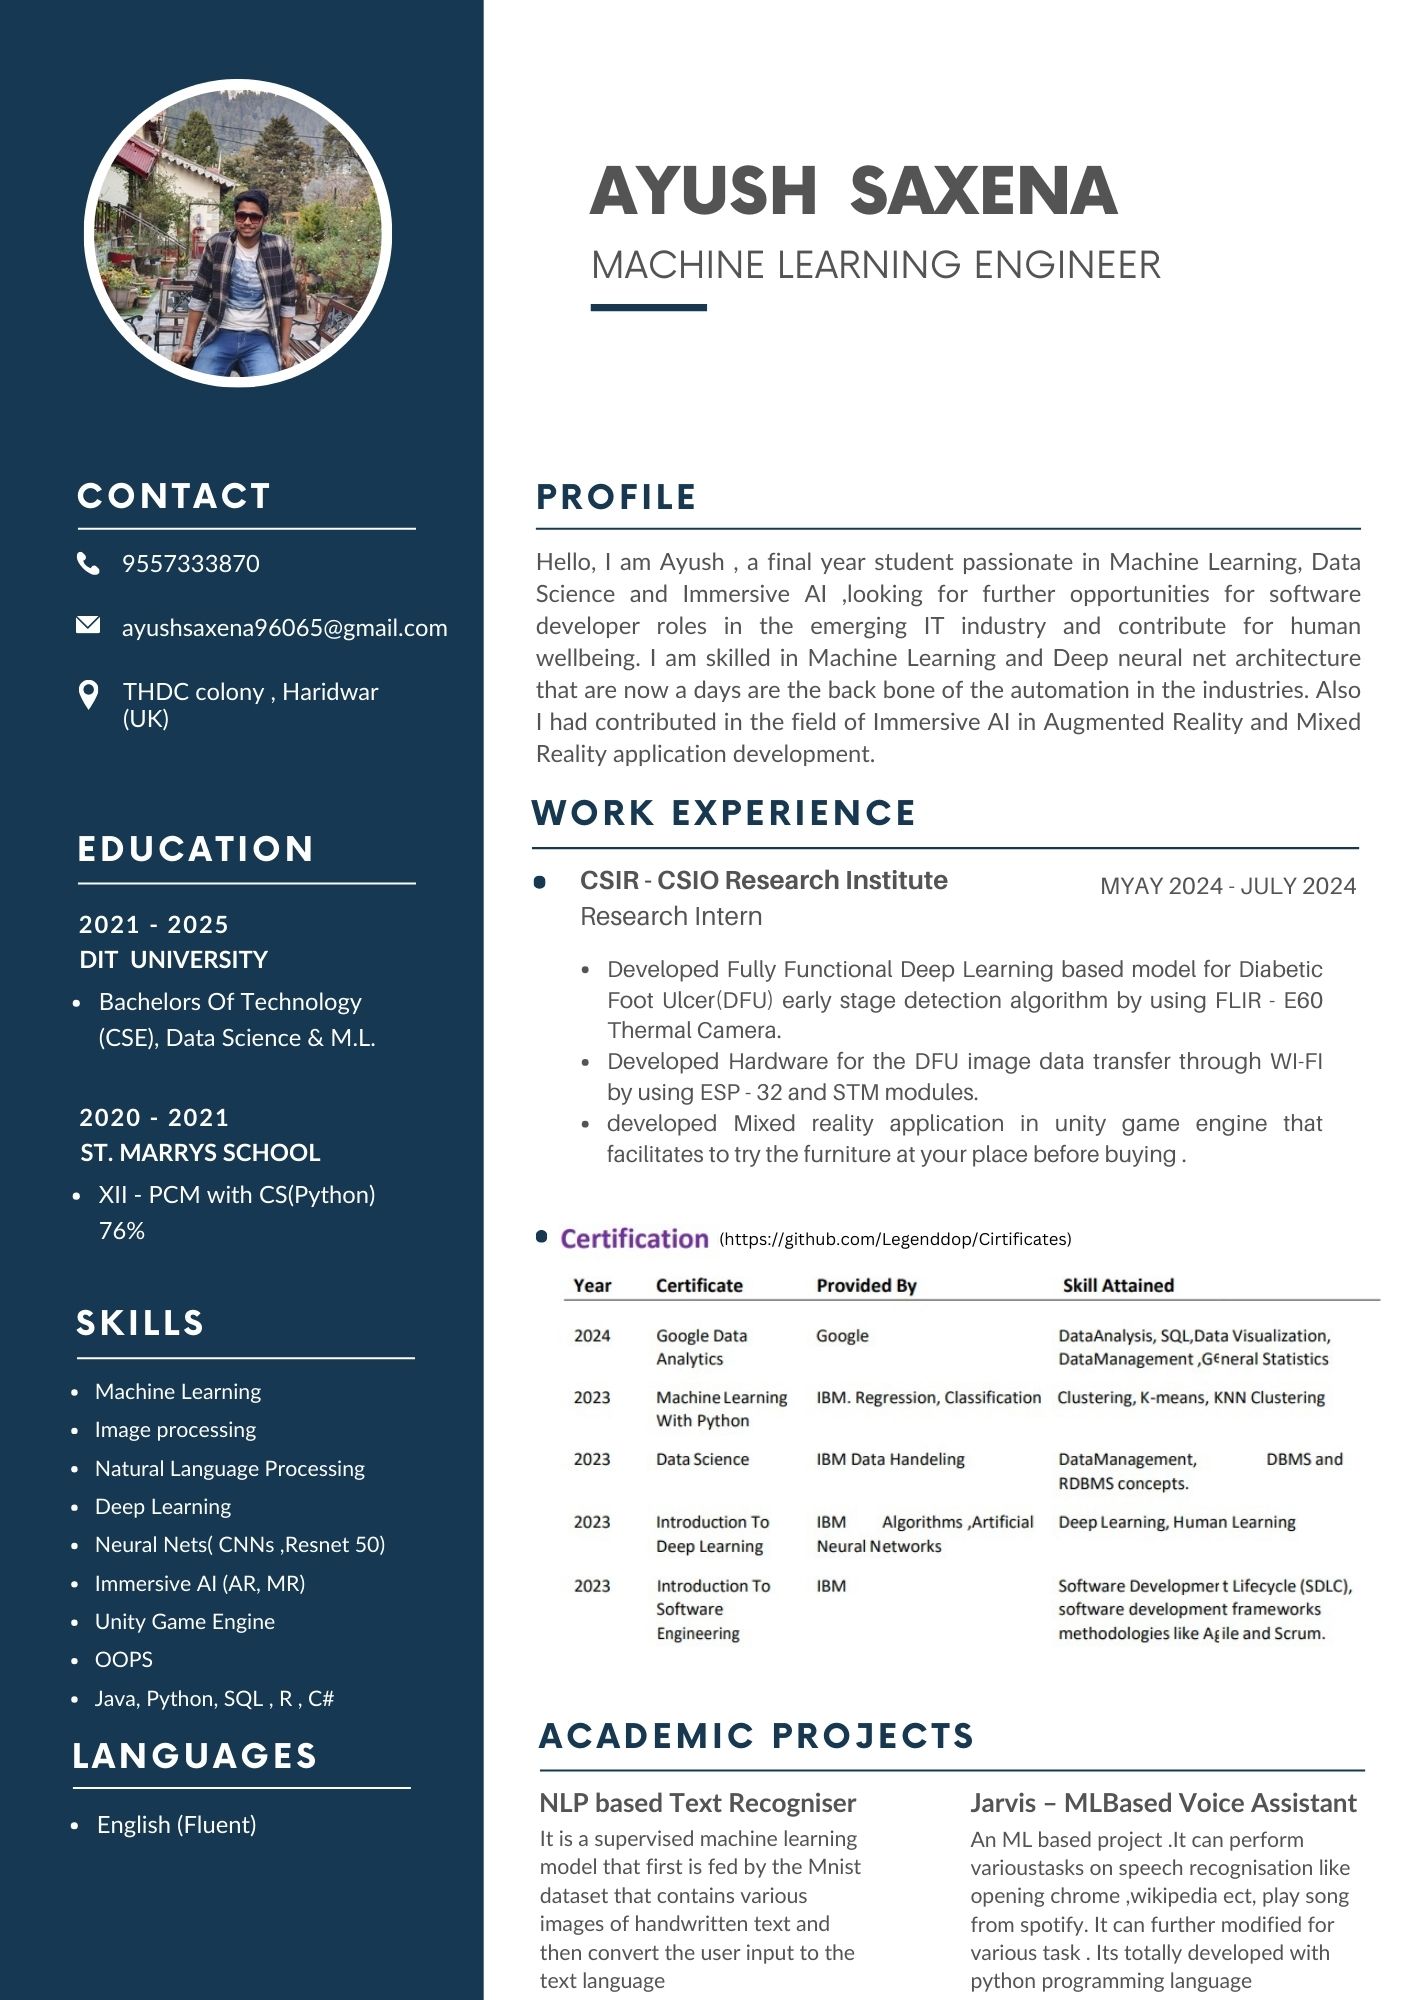 AYUSH SAXENA
MACHINE LEARNING ENGINEER
CONTACT
9557333870
ayushsaxena96065@gmail.com
THDC colony , Haridwar
(UK)
EDUCATION
2021 - 2025
DIT UNIVERSITY
• Bachelors Of Technology
(CSE), Data Science & M.L.
2020 - 2021
ST. MARRYS SCHOOL
• XII - PCM with CS(Python)
76%
SKILLS
• Machine Learning
• Image processing
• Natural Language Processing
• Deep Learning
• Neural Nets( CNNs ,Resnet 50)
• Immersive AI (AR, MR)
• Unity Game Engine
• OOPS
• Java, Python, SQL , R , C#
LANGUAGES
• English (Fluent)
PROFILE
Hello, I am Ayush , a final year student passionate in Machine Learning, Data
Science and Immersive AI ,looking for further opportunities for software
developer roles in the emerging IT industry and contribute for human
wellbeing. I am skilled in Machine Learning and Deep neural net architecture
that are now a days are the back bone of the automation in the industries. Also
I had contributed in the field of Immersive AI in Augmented Reality and Mixed
Reality application development.
WORK EXPERIENCE
• CSIR - CSIO Research Institute MYAY 2024 - JULY 2024
Research Intern
• Developed Fully Functional Deep Learning based model for Diabetic
Foot Ulcer(DFU) early stage detection algorithm by using FLIR - E60
Thermal Camera.
• Developed Hardware for the DFU image data transfer through WI-FI
by using ESP - 32 and STM modules.
• developed Mixed reality application in unity game engine that
facilitates to try the furniture at your place before buying .
• Certification (https://github.com/Legenddop/Cirtificates)
Year Certificate Provided By Skill Attained
2024 Google Data Google DataAnalysis, SQL,Data Visualization,
Analytics DataManagement ,General Statistics
2023 Machine Learning IBM. Regression, Classification Clustering, K-means, KNN Clustering
With Python
2023 Data Science IBM Data Handeling DataManagement, DBMS and
RDBMS concepts.
2023 Introduction To IBM Algorithms ,Artificial Deep Learning, Human Learning
Deep Learning Neural Networks
2023 Introduction To IBM Software Development Lifecycle (SDLC),
Software software development frameworks
Engineering methodologies like Agile and Scrum.
ACADEMIC PROJECTS
NLP based Text Recogniser
It is a supervised machine learning
model that first is fed by the Mnist
dataset that contains various
images of handwritten text and
then convert the user input to the
text language
Jarvis – MLBased Voice Assistant
An ML based project .It can perform
varioustasks on speech recognisation like
opening chrome ,wikipedia ect, play song
from spotify. It can further modified for
various task . Its totally developed with
python programming language